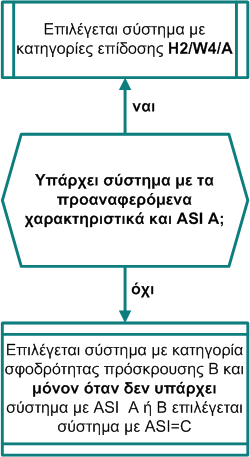 Επιλέγεται σύστημα με
κατηγορίες επίδοσης H2/W4/A
ναι
Υπάρχει σύστημα με τα
προαναφερόμενα
χαρακτηριστικά και ASI A;
όχι
Επιλέγεται σύστημα με κατηγορία
σφοδρότητας πρόσκρουσης Β και
μόνον όταν δεν υπάρχει
σύστημα με ASI Α ή Β επιλέγεται
σύστημα με ASI=C